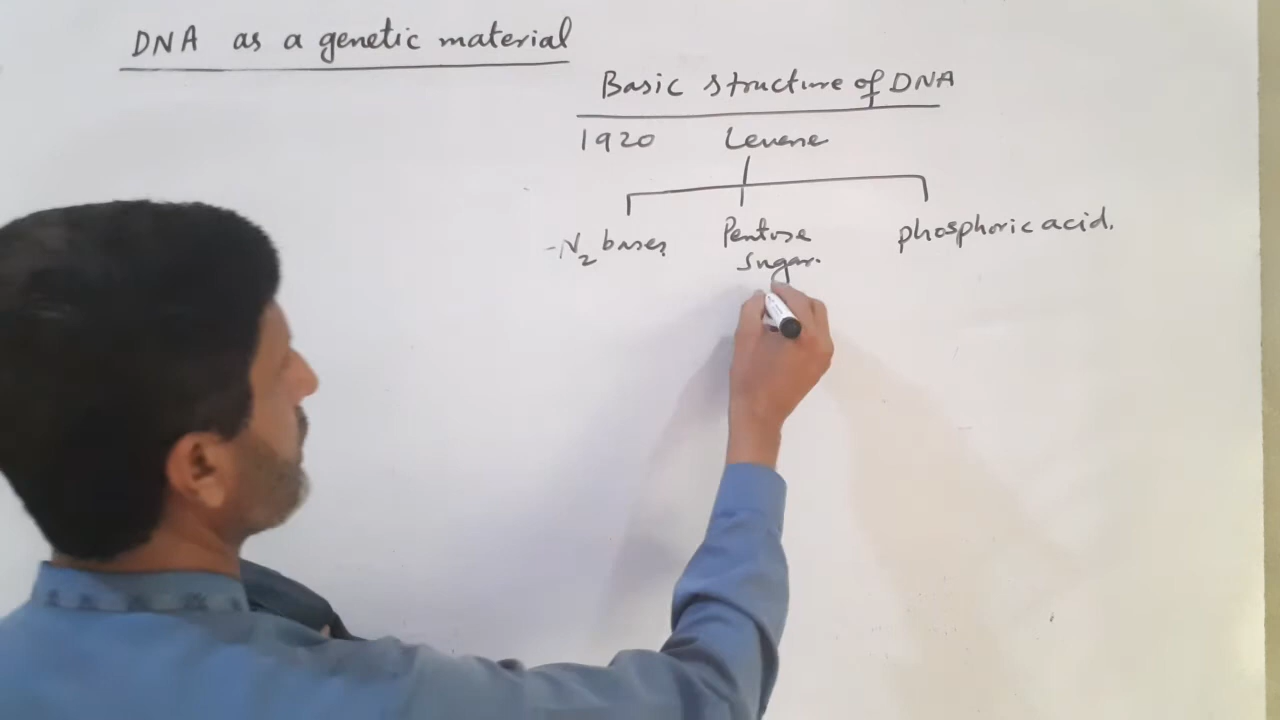 DNA as a genetic material
Basic structure of DNA
1920 Levene
-N₂ bases Pentose phosphoric acid.
Sugar.